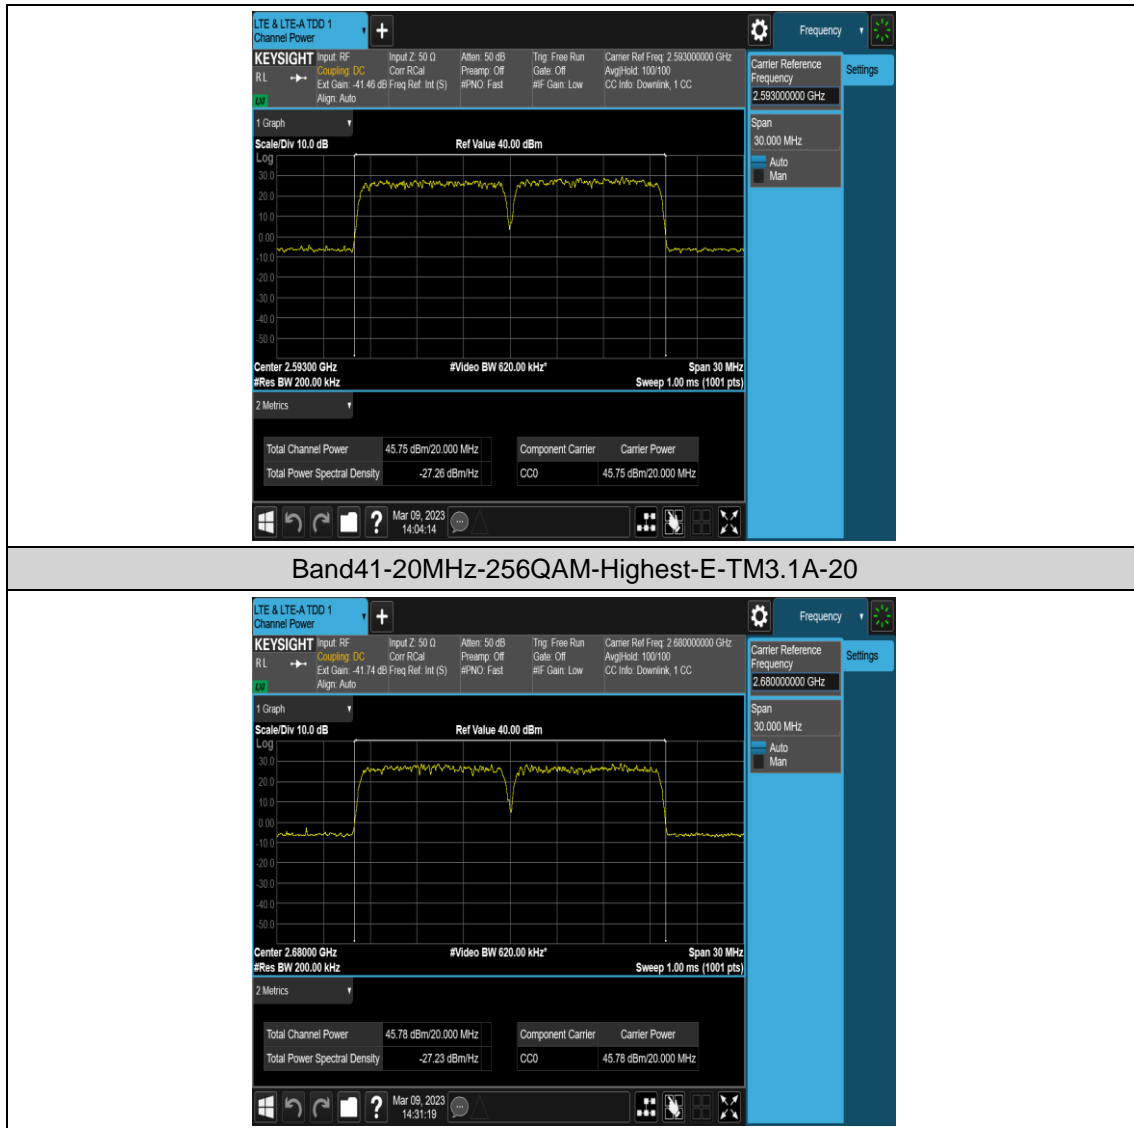 LTE & LTE-A TDD 1
Channel Power
+
Frequency
KEYSIGHT
RL
LXI
Input: RF
Coupling: DC
Ext Gain: -41.46 dB
Align: Auto
Input Z: 50 Ω
Corr RCal
Freq Ref: Int (S)
Atten: 50 dB
Preamp: Off
#PNO: Fast
Trig: Free Run
Gate: Off
#IF Gain: Low
Carrier Ref Freq: 2.593000000 GHz
Avg|Hold: 100/100
CC Info: Downlink, 1 CC
Carrier Reference
Frequency
2.593000000 GHz
Settings
Span
30.000 MHz
Auto
Man
1 Graph
Scale/Div 10.0 dB
Ref Value 40.00 dBm
Log
30.0
20.0
10.0
0.00
-10.0
-20.0
-30.0
-40.0
-50.0
Center 2.59300 GHz
#Video BW 620.00 kHz*
Span 30 MHz
#Res BW 200.00 kHz
Sweep 1.00 ms (1001 pts)
2 Metrics
Total Channel Power 45.75 dBm/20.000 MHz
Total Power Spectral Density -27.26 dBm/Hz
Component Carrier Carrier Power
CC0 45.75 dBm/20.000 MHz
?
Mar 09, 2023
14:04:14
Band41-20MHz-256QAM-Highest-E-TM3.1A-20
LTE & LTE-A TDD 1
Channel Power
+
Frequency
KEYSIGHT
RL
LXI
Input: RF
Coupling: DC
Ext Gain: -41.74 dB
Align: Auto
Input Z: 50 Ω
Corr RCal
Freq Ref: Int (S)
Atten: 50 dB
Preamp: Off
#PNO: Fast
Trig: Free Run
Gate: Off
#IF Gain: Low
Carrier Ref Freq: 2.680000000 GHz
Avg|Hold: 100/100
CC Info: Downlink, 1 CC
Carrier Reference
Frequency
2.680000000 GHz
Settings
Span
30.000 MHz
Auto
Man
1 Graph
Scale/Div 10.0 dB
Ref Value 40.00 dBm
Log
30.0
20.0
10.0
0.00
-10.0
-20.0
-30.0
-40.0
-50.0
Center 2.68000 GHz
#Video BW 620.00 kHz*
Span 30 MHz
#Res BW 200.00 kHz
Sweep 1.00 ms (1001 pts)
2 Metrics
Total Channel Power 45.78 dBm/20.000 MHz
Total Power Spectral Density -27.23 dBm/Hz
Component Carrier Carrier Power
CC0 45.78 dBm/20.000 MHz
?
Mar 09, 2023
14:31:19